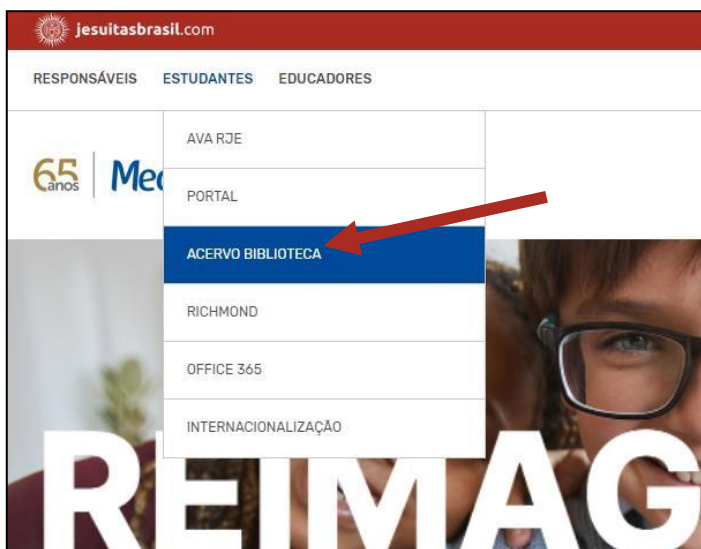 jesuitasbrasil.com
RESPONSÁVEIS ESTUDANTES EDUCADORES
AVA RJE
65 anos
PORTAL
ACERVO BIBLIOTECA
RICHMOND
OFFICE 365
INTERNACIONALIZAÇÃO
REIMAG